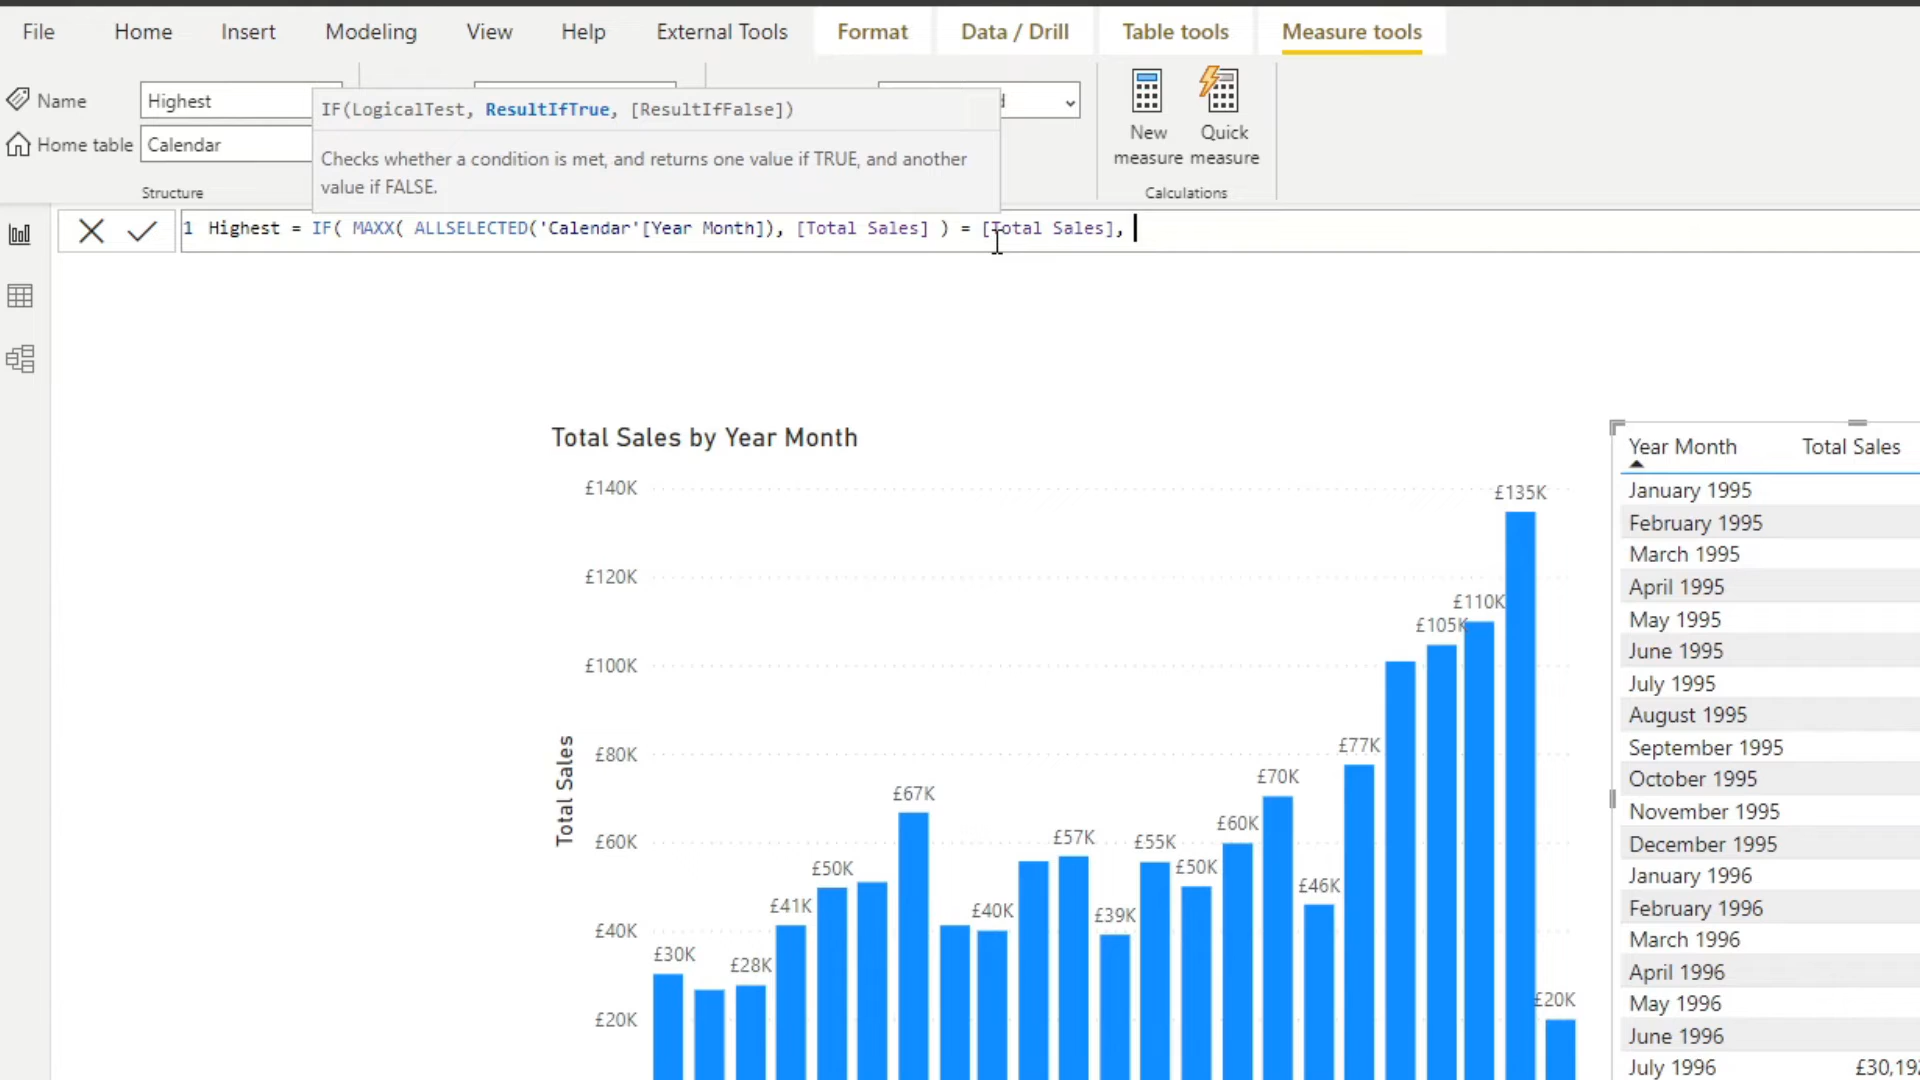 File Home Insert Modeling View Help External Tools Format Data / Drill Table tools Measure tools
Name Highest
Home table Calendar
Structure
IF(LogicalTest, ResultIfTrue, [ResultIfFalse])
Checks whether a condition is met, and returns one value if TRUE, and another
value if FALSE.
New
measure
Quick
measure
Calculations
1 Highest = IF( MAXX( ALLSELECTED('Calendar'[Year Month]), [Total Sales] ) = [Total Sales],
Total Sales by Year Month
Total Sales
£140K
£120K
£100K
£80K
£60K
£40K
£20K
£30K
£28K
£41K
£50K
£67K
£40K
£57K
£39K
£55K
£50K
£60K
£70K
£46K
£77K
£105K
£110K
£135K
£20K
Year Month Total Sales
January 1995
February 1995
March 1995
April 1995
May 1995
June 1995
July 1995
August 1995
September 1995
October 1995
November 1995
December 1995
January 1996
February 1996
March 1996
April 1996
May 1996
June 1996
July 1996 £30,19